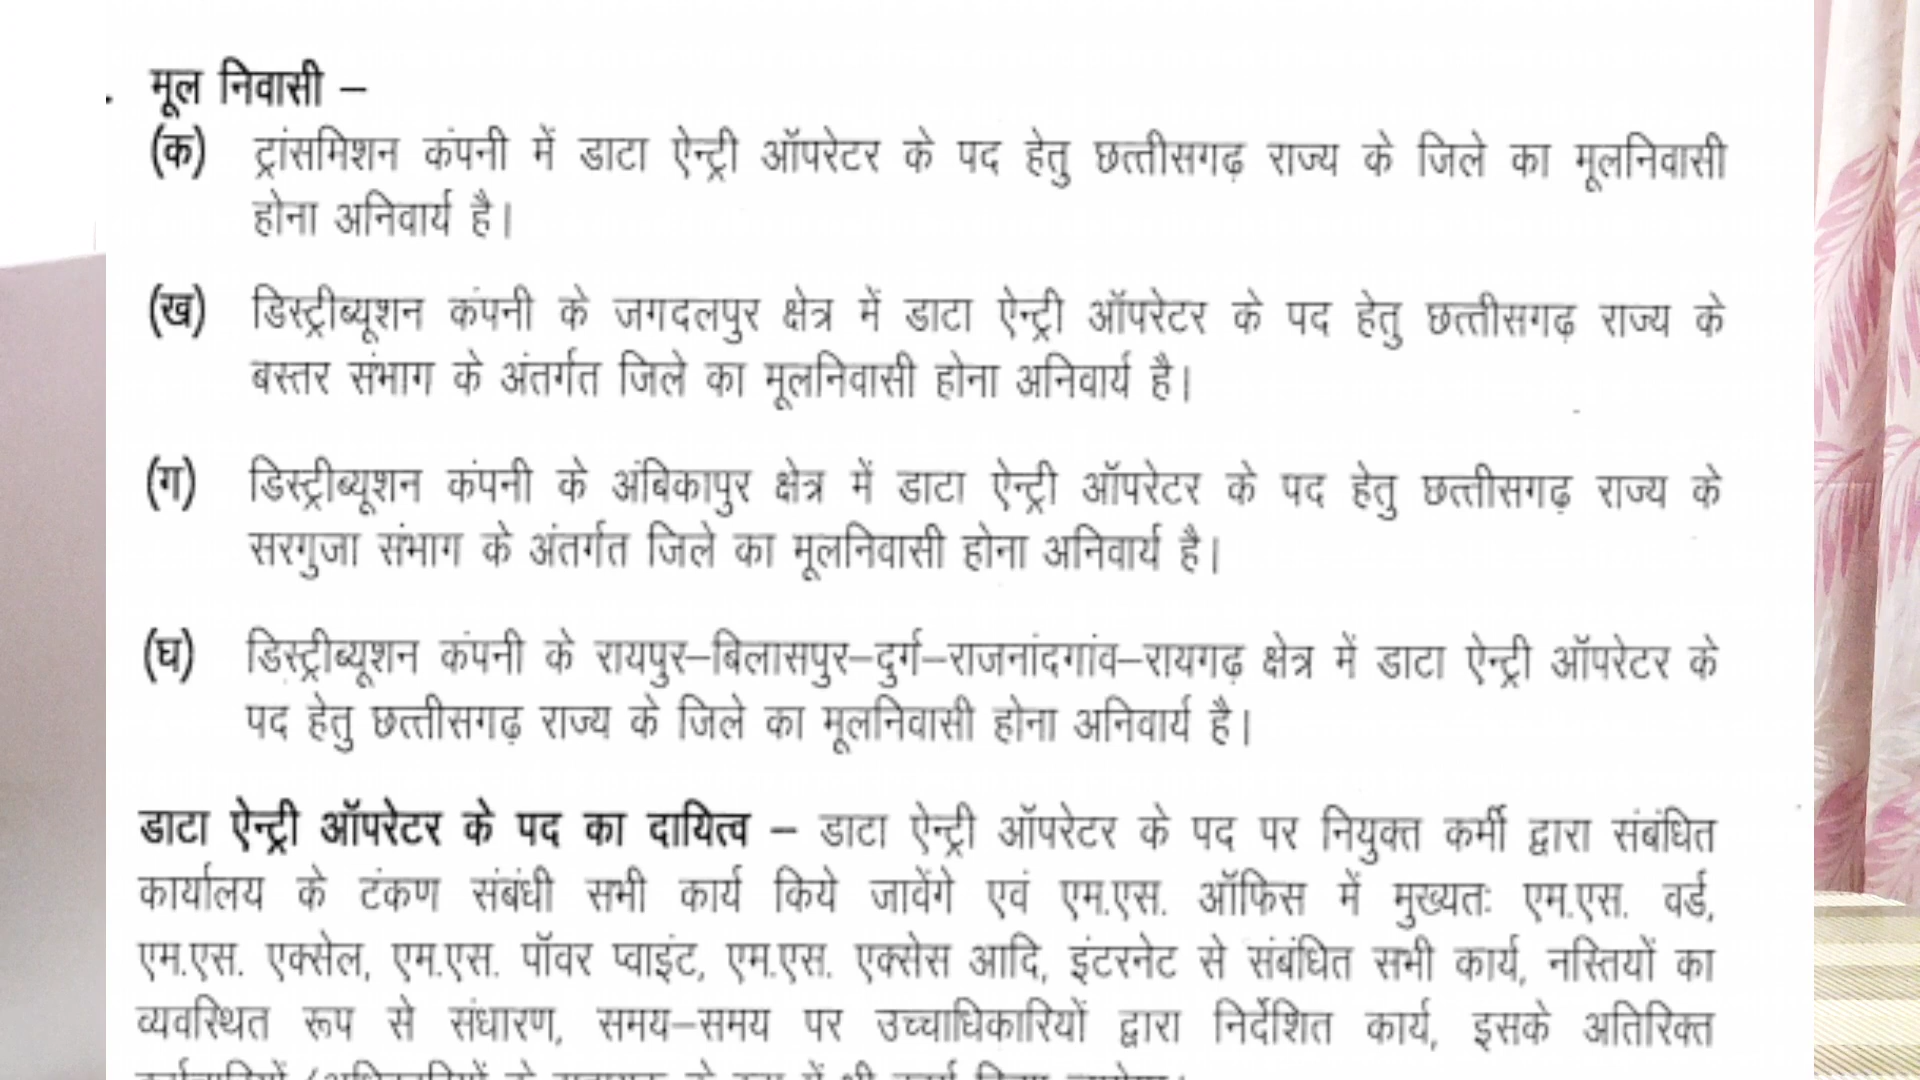 मूल निवासी –
(क) ट्रांसमिशन कंपनी में डाटा ऐन्ट्री ऑपरेटर के पद हेतु छत्तीसगढ़ राज्य के जिले का मूलनिवासी
होना अनिवार्य है।
(ख) डिस्ट्रीब्यूशन कंपनी के जगदलपुर क्षेत्र में डाटा ऐन्ट्री ऑपरेटर के पद हेतु छत्तीसगढ़ राज्य के
बस्तर संभाग के अंतर्गत जिले का मूलनिवासी होना अनिवार्य है।
(ग) डिस्ट्रीब्यूशन कंपनी के अंबिकापुर क्षेत्र में डाटा ऐन्ट्री ऑपरेटर के पद हेतु छत्तीसगढ़ राज्य के
सरगुजा संभाग के अंतर्गत जिले का मूलनिवासी होना अनिवार्य है।
(घ) डिस्ट्रीब्यूशन कंपनी के रायपुर–बिलासपुर–दुर्ग–राजनांदगांव–रायगढ़ क्षेत्र में डाटा ऐन्ट्री ऑपरेटर के
पद हेतु छत्तीसगढ़ राज्य के जिले का मूलनिवासी होना अनिवार्य है।
डाटा ऐन्ट्री ऑपरेटर के पद का दायित्व – डाटा ऐन्ट्री ऑपरेटर के पद पर नियुक्त कर्मी द्वारा संबंधित
कार्यालय के टंकण संबंधी सभी कार्य किये जावेंगे एवं एम.एस. ऑफिस में मुख्यतः एम.एस. वर्ड,
एम.एस. एक्सेल, एम.एस. पॉवर प्वाइंट, एम.एस. एक्सेस आदि, इंटरनेट से संबंधित सभी कार्य, नस्तियों का
व्यवस्थित रूप से संधारण, समय–समय पर उच्चाधिकारियों द्वारा निर्देशित कार्य, इसके अतिरिक्त